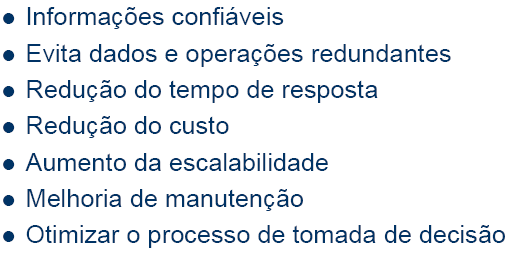 ● Informações confiáveis
● Evita dados e operações redundantes
● Redução do tempo de resposta
● Redução do custo
● Aumento da escalabilidade
● Melhoria de manutenção
● Otimizar o processo de tomada de decisão